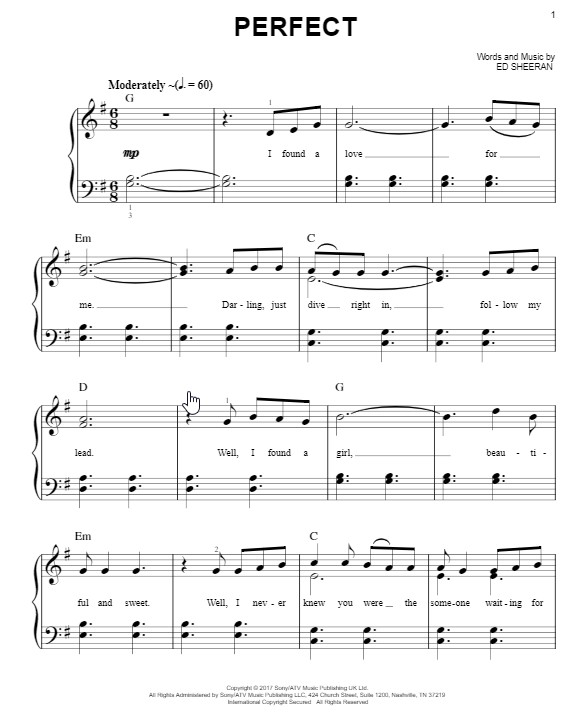 1
PERFECT
Words and Music by
ED SHEERAN
Moderately ~(♩. = 60)
G
6
8
1
mp
I found a love for
6
8
1
3
Em C
me. Dar - ling, just dive right in, fol - low my
D G
1
lead. Well, I found a girl, beau - ti -
Em C
2
ful and sweet. Well, I nev - er knew you were the some-one wait - ing for
Copyright © 2017 Sony/ATV Music Publishing UK Ltd.
All Rights Administered by Sony/ATV Music Publishing LLC, 424 Church Street, Suite 1200, Nashville, TN 37219
International Copyright Secured All Rights Reserved